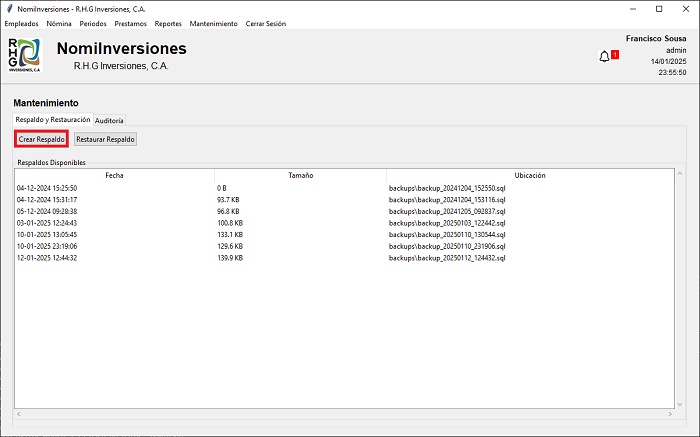 NomiInversiones - R.H.G Inversiones, C.A.
Empleados Nómina Periodos Prestamos Reportes Mantenimiento Cerrar Sesión
RHG
INVERSIONES, C.A
NomiInversiones
R.H.G Inversiones, C.A.
1
Francisco Sousa
admin
14/01/2025
23:55:50
Mantenimiento
Respaldo y Restauración Auditoría
Crear Respaldo Restaurar Respaldo
Respaldos Disponibles
Fecha Tamaño Ubicación
04-12-2024 15:25:50 0 B backups\backup_20241204_152550.sql
04-12-2024 15:31:17 93.7 KB backups\backup_20241204_153116.sql
05-12-2024 09:28:38 96.8 KB backups\backup_20241205_092837.sql
03-01-2025 12:24:43 100.8 KB backups\backup_20250103_122442.sql
10-01-2025 13:05:45 133.1 KB backups\backup_20250110_130544.sql
10-01-2025 23:19:06 129.6 KB backups\backup_20250110_231906.sql
12-01-2025 12:44:32 139.9 KB backups\backup_20250112_124432.sql